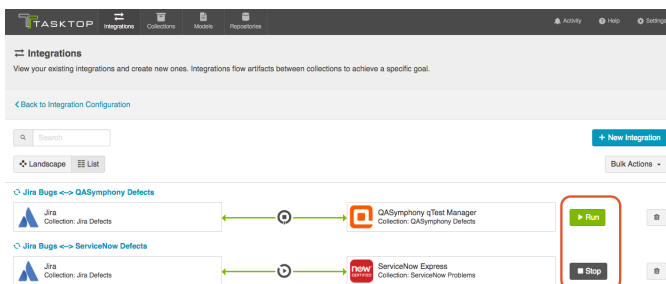 TASKTOP
Integrations
Collections
Models
Repositories
Activity
Help
Settings
Integrations
View your existing integrations and create new ones. Integrations flow artifacts between collections to achieve a specific goal.
Back to Integration Configuration
Search
+ New Integration
Landscape
List
Bulk Actions
Jira Bugs <--> QASymphony Defects
Jira
Collection: Jira Defects
QASymphony qTest Manager
Collection: QASymphony Defects
Run
Jira Bugs <--> ServiceNow Defects
Jira
Collection: Jira Defects
now
CERTIFIED
ServiceNow Express
Collection: ServiceNow Problems
Stop